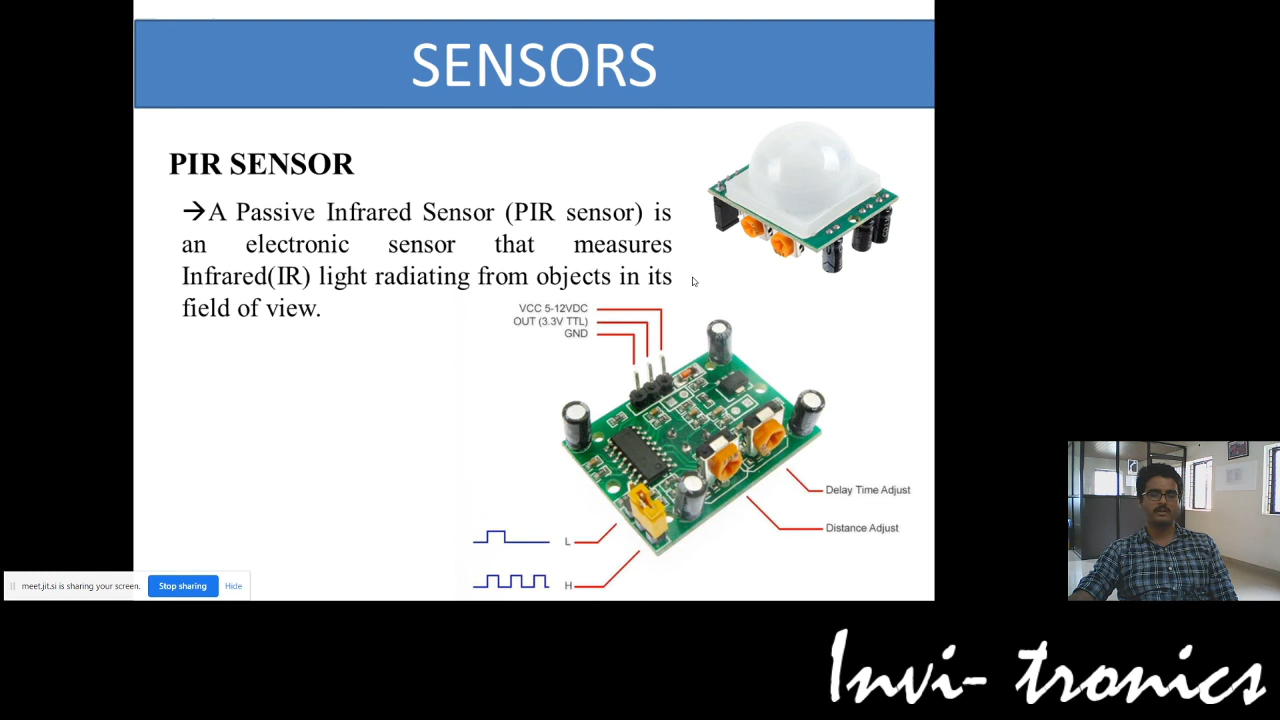 SENSORS
PIR SENSOR
→A Passive Infrared Sensor (PIR sensor) is
an electronic sensor that measures
Infrared(IR) light radiating from objects in its
field of view.
VCC 5-12VDC
OUT (3.3V TTL)
GND
Delay Time Adjust
Distance Adjust
L
H
meet.jit.si is sharing your screen.
Stop sharing
Hide
Invi- tronics